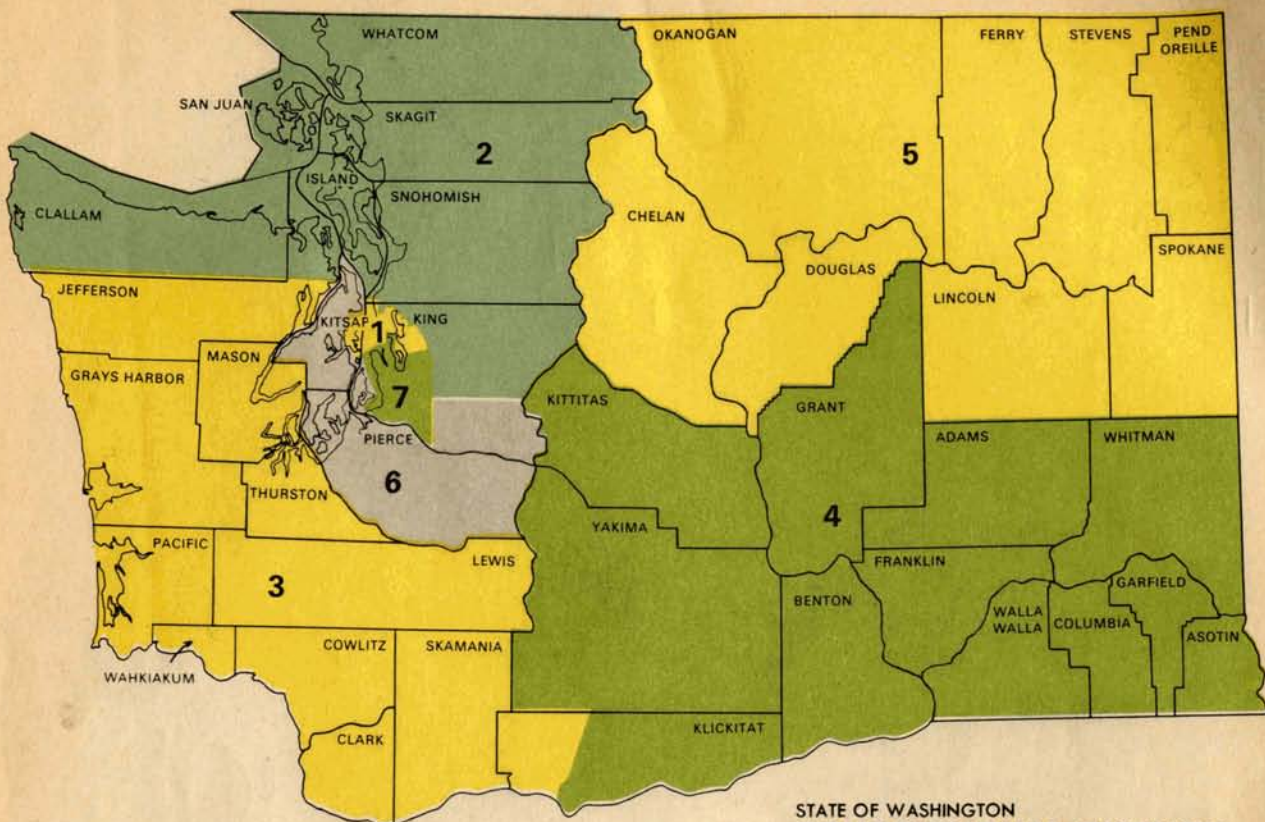 WHATCOM
OKANOGAN
FERRY
STEVENS
PEND
OREILLE
SAN JUAN
SKAGIT
2
5
ISLAND
SNOHOMISH
CLALLAM
CHELAN
SPOKANE
DOUGLAS
JEFFERSON
LINCOLN
KITSAP
1
KING
MASON
GRAYS HARBOR
7
KITTITAS
GRANT
PIERCE
ADAMS
WHITMAN
6
THURSTON
4
YAKIMA
PACIFIC
LEWIS
FRANKLIN
3
GARFIELD
BENTON
WALLA
WALLA
COLUMBIA
ASOTIN
COWLITZ
SKAMANIA
WAHKIAKUM
KLICKITAT
CLARK
STATE OF WASHINGTON